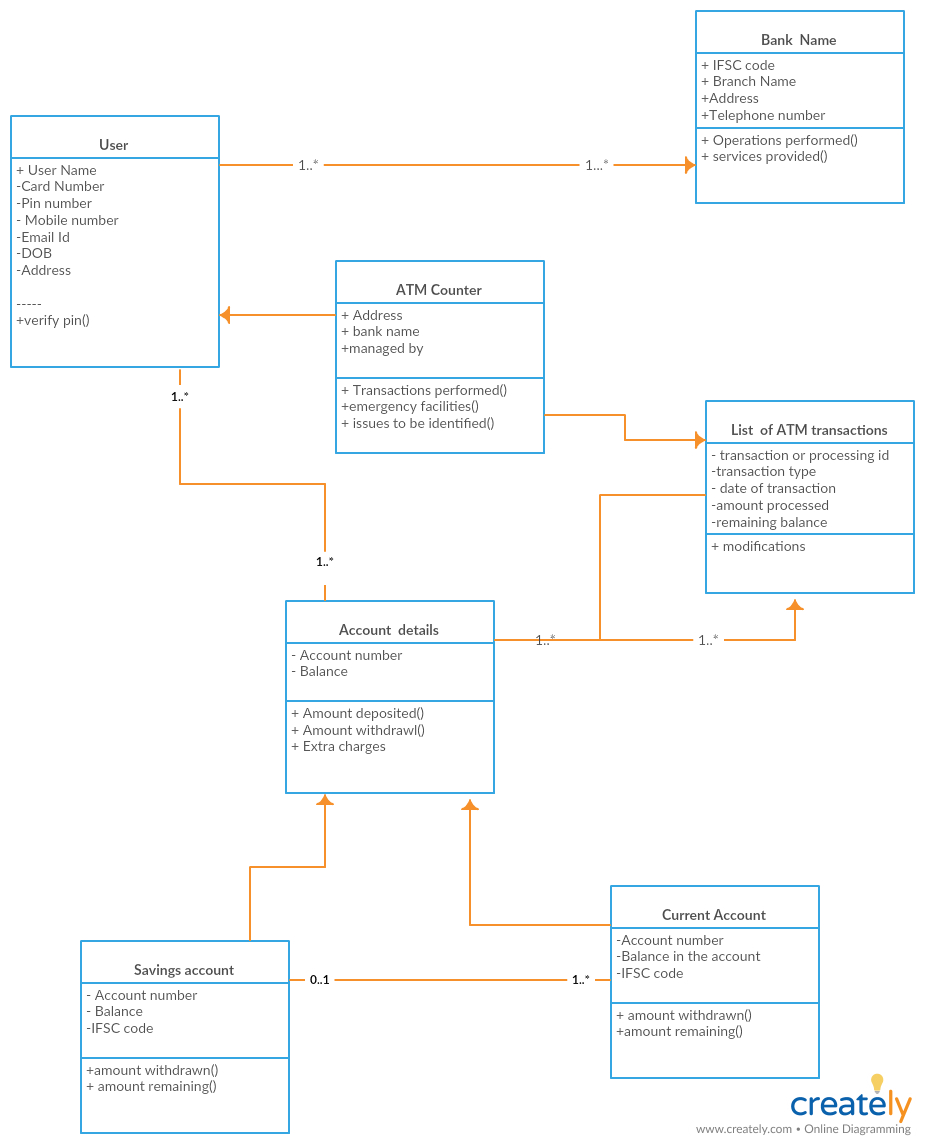 Bank Name
+ IFSC code
+ Branch Name
+Address
+Telephone number
+ Operations performed()
+ services provided()
User
+ User Name
-Card Number
-Pin number
- Mobile number
-Email Id
-DOB
-Address
-----
+verify pin()
1..*
1...*
ATM Counter
+ Address
+ bank name
+managed by
+ Transactions performed()
+emergency facilities()
+ issues to be identified()
1..*
List of ATM transactions
- transaction or processing id
-transaction type
- date of transaction
-amount processed
-remaining balance
+ modifications
1..*
Account details
- Account number
- Balance
+ Amount deposited()
+ Amount withdrawl()
+ Extra charges
1..*
1..*
Current Account
-Account number
-Balance in the account
-IFSC code
+ amount withdrawn()
+amount remaining()
Savings account
- Account number
- Balance
-IFSC code
+amount withdrawn()
+ amount remaining()
0..1
1..*
creately
www.creately.com • Online Diagramming